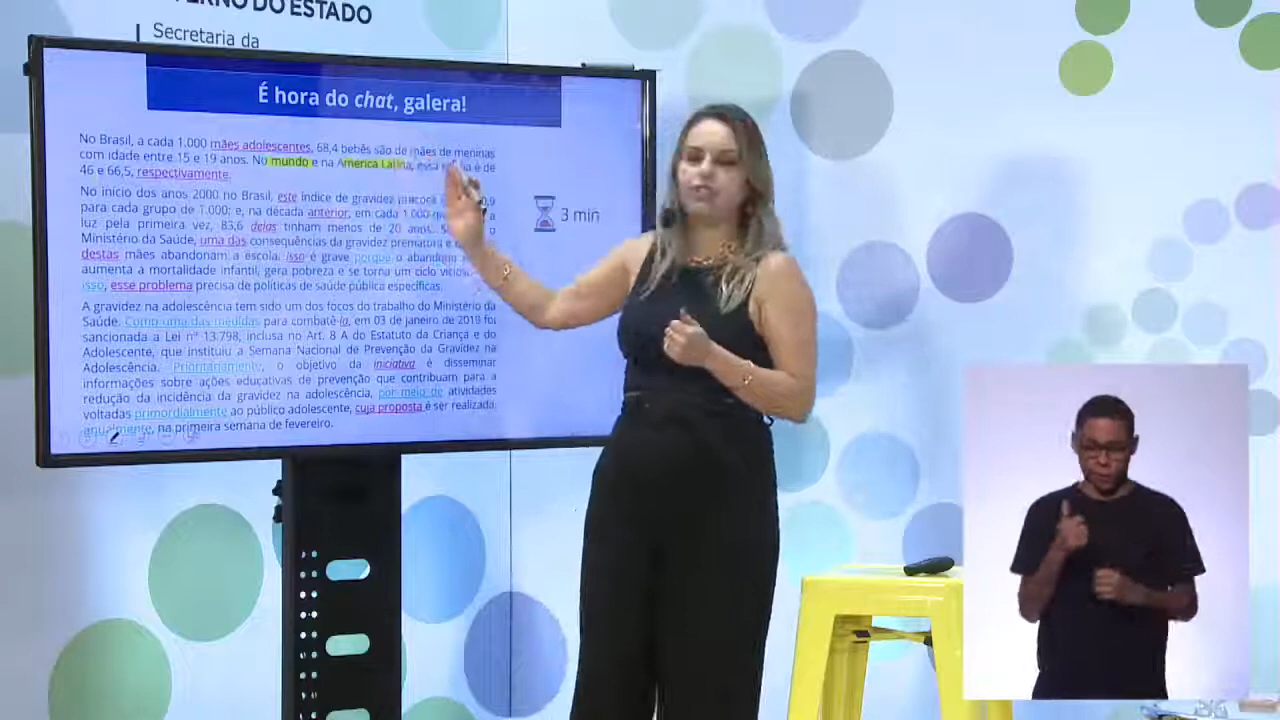 ERNO DO ESTADO
Secretaria da
É hora do chat, galera!
No Brasil, a cada 1.000 mães adolescentes, 68,4 bebês são de mães de meninas
com idade entre 15 e 19 anos. No mundo e na América Latina, essa é de
46 e 66,5, respectivamente.
No início dos anos 2000 no Brasil, este índice de gravidez
para cada grupo de 1.000; e, na década anterior, em cada 1.000 a
luz pela primeira vez, 83,6 delas tinham menos de 20 anos. o
Ministério da Saúde, uma das consequências da gravidez prematura é
destas mães abandonam a escola. Isso é grave porque o abandono
aumenta a mortalidade infantil, gera pobreza e se torna um ciclo
isso, esse problema precisa de políticas de saúde pública específicas.
A gravidez na adolescência tem sido um dos focos do trabalho do Ministério da
Saúde. Como uma das medidas para combatê-la, em 03 de janeiro de 2019 foi
sancionada a Lei nº 13.798, inclusa no Art. 8 A do Estatuto da Criança e do
Adolescente, que instituiu a Semana Nacional de Prevenção da Gravidez na
Adolescência. Prioritariamente, o objetivo da iniciativa é disseminar
informações sobre ações educativas de prevenção que contribuam para a
redução da incidência da gravidez na adolescência, por meio de atividades
voltadas primordialmente ao público adolescente, cuja proposta é ser realizada,
anualmente, na primeira semana de fevereiro.
3 min